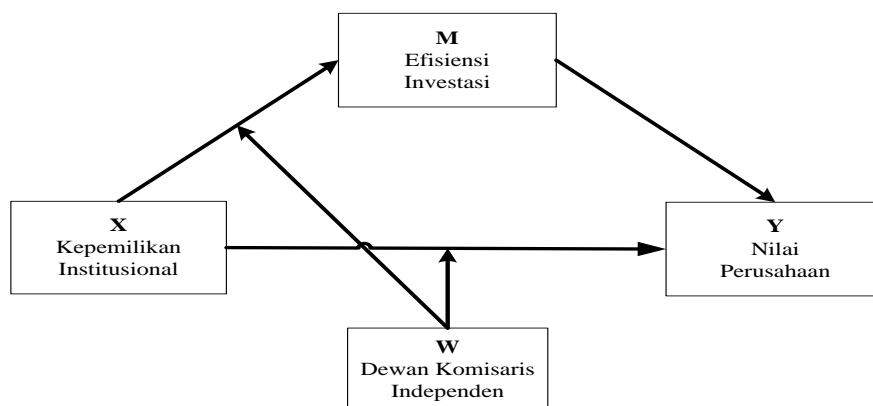 M
Efisiensi
Investasi
X
Kepemilikan
Institusional
Y
Nilai
Perusahaan
W
Dewan Komisaris
Independen